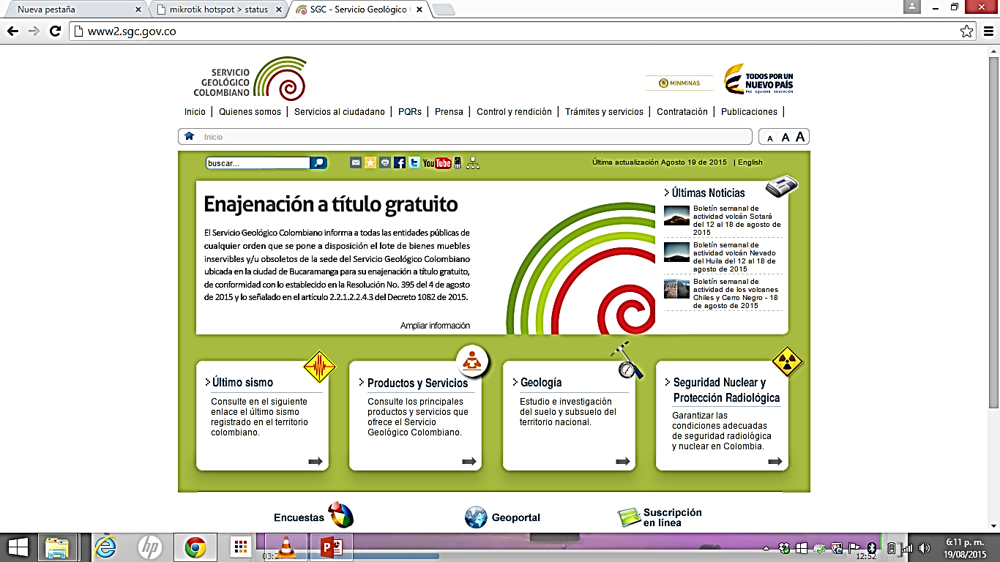 Nueva pestaña
mikrotik hotspot > status
SGC - Servicio Geológico
www2.sgc.gov.co
SERVICIO
GEOLÓGICO
COLOMBIANO
MINMINAS
TODOS POR UN
NUEVO PAÍS
PAZ EQUIDAD EDUCACIÓN
Inicio | Quienes somos | Servicios al ciudadano | PQRs | Prensa | Control y rendición | Trámites y servicios | Contratación | Publicaciones |
Inicio
A A A
buscar...
You Tube
Última actualización Agosto 19 de 2015 | English
Enajenación a título gratuito
El Servicio Geológico Colombiano informa a todas las entidades públicas de
cualquier orden que se pone a disposición el lote de bienes muebles
inservibles y/u obsoletos de la sede del Servicio Geológico Colombiano
ubicada en la ciudad de Bucaramanga para su enajenación a título gratuito,
de conformidad con lo establecido en la Resolución No. 395 del 4 de agosto
de 2015 y lo señalado en el artículo 2.2.1.2.2.4.3 del Decreto 1082 de 2015.
Ampliar información
Últimas Noticias
Boletín semanal de
actividad volcán Sotará
del 12 al 18 de agosto de
2015
Boletín semanal de
actividad volcán Nevado
del Huila del 12 al 18 de
agosto de 2015
Boletín semanal de
actividad de los volcanes
Chiles y Cerro Negro - 18
de agosto de 2015
Último sismo
Consulte en el siguiente
enlace el último sismo
registrado en el territorio
colombiano.
Productos y Servicios
Consulte los principales
productos y servicios que
ofrece el Servicio
Geológico Colombiano.
Geología
Estudio e investigación
del suelo y subsuelo del
territorio nacional.
Seguridad Nuclear y
Protección Radiológica
Garantizar las
condiciones adecuadas
de seguridad radiológica
y nuclear en Colombia.
Encuestas
Geoportal
Suscripción
en línea
hp
12:52
6:11 p. m.
19/08/2015